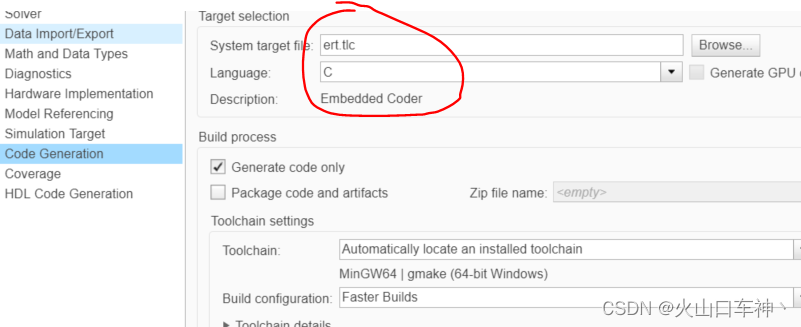 Solver
Data Import/Export
Math and Data Types
Diagnostics
Hardware Implementation
Model Referencing
Simulation Target
Code Generation
Coverage
HDL Code Generation
Target selection
System target file: ert.tlc Browse...
Language: C Generate GPU
Description: Embedded Coder
Build process
Generate code only
Package code and artifacts Zip file name: <empty>
Toolchain settings
Toolchain: Automatically locate an installed toolchain
MinGW64 | gmake (64-bit Windows)
Build configuration: Faster Builds
Toolchain details
CSDN @火山口车神丶